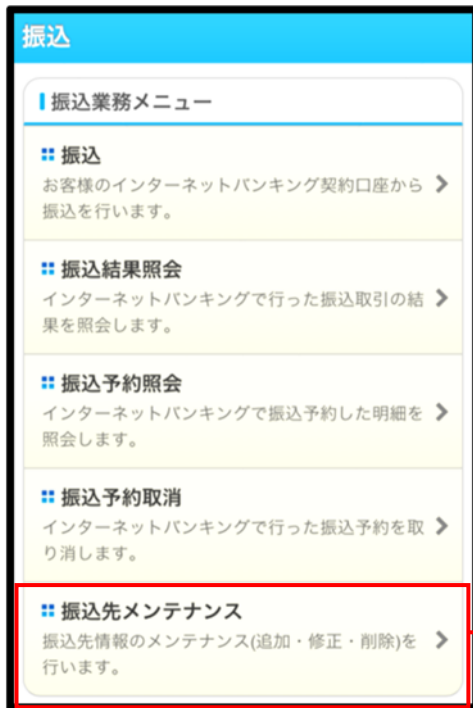 振込
振込業務メニュー
振込
お客様のインターネットバンキング契約口座から
振込を行います。
振込結果照会
インターネットバンキングで行った振込取引の結
果を照会します。
振込予約照会
インターネットバンキングで振込予約した明細を
照会します。
振込予約取消
インターネットバンキングで行った振込予約を取
り消します。
振込先メンテナンス
振込先情報のメンテナンス(追加・修正・削除)を
行います。